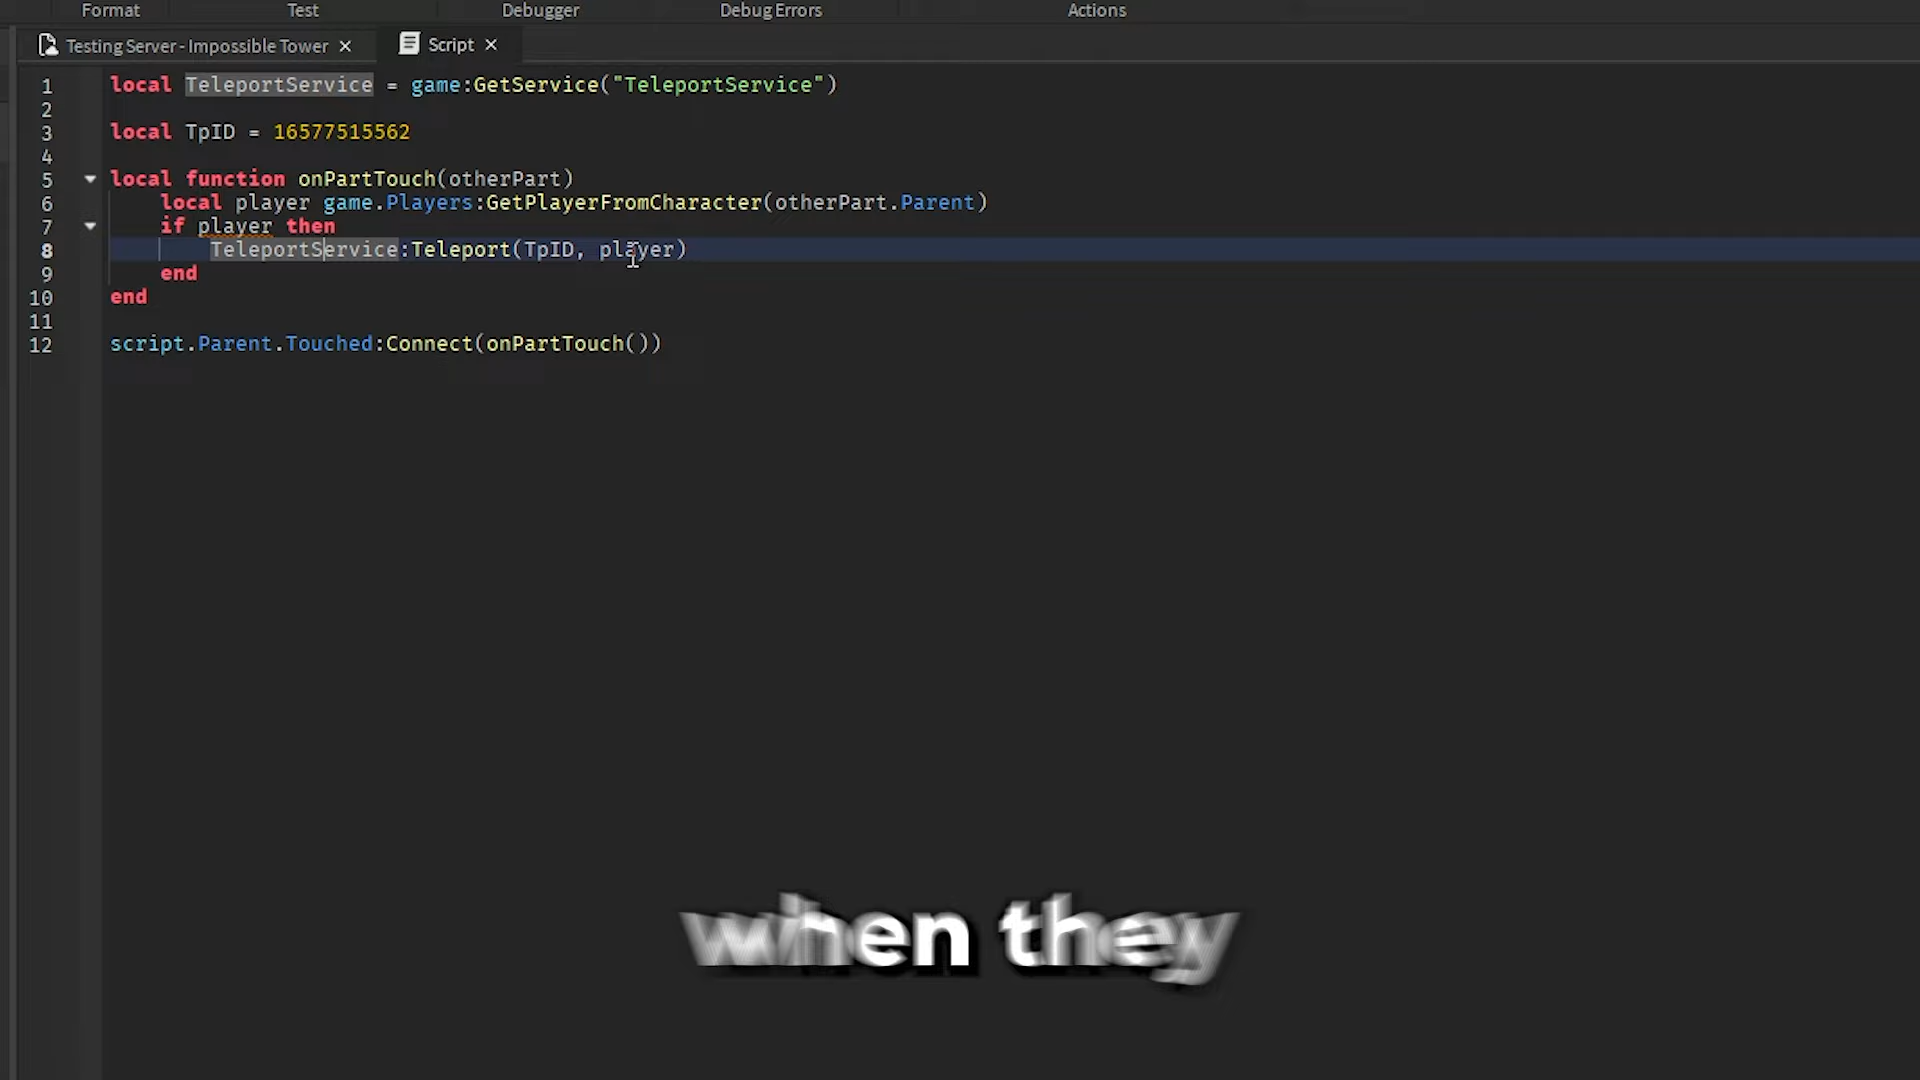 Format Test Debugger Debug Errors Actions
Testing Server - Impossible Tower × Script ×
1 local TeleportService = game:GetService("TeleportService")
2
3 local TpID = 16577515562
4
5 local function onPartTouch(otherPart)
6 local player game.Players:GetPlayerFromCharacter(otherPart.Parent)
7 if player then
8 TeleportService:Teleport(TpID, player)
9 end
10 end
11
12 script.Parent.Touched:Connect(onPartTouch())
when they